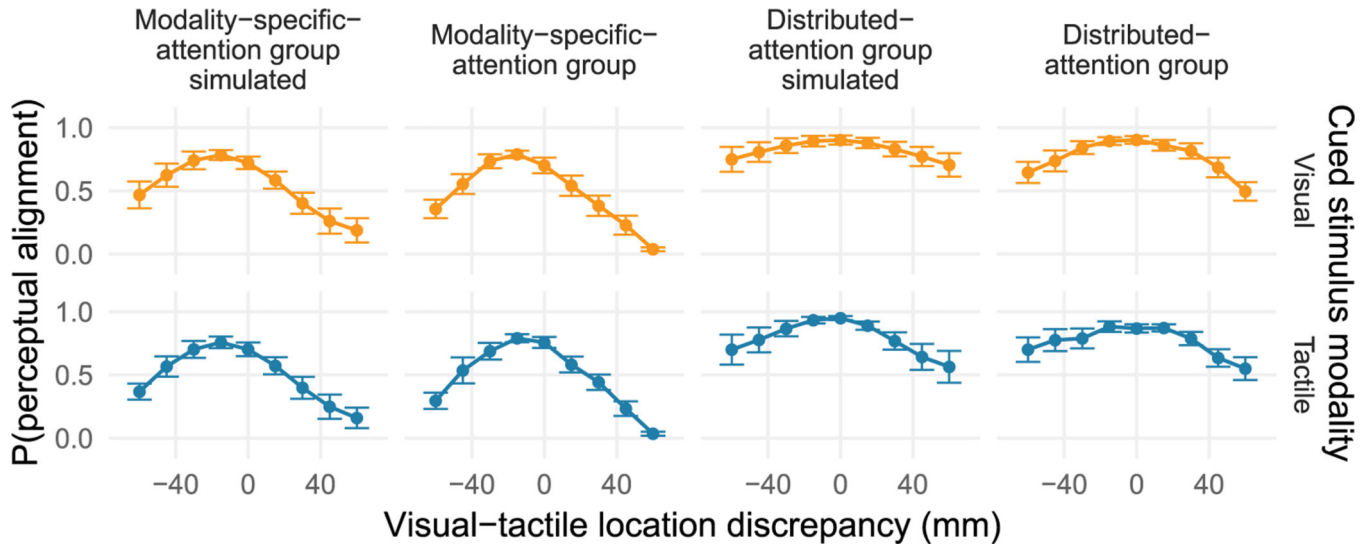 Modality−specific−
attention group
simulated
Modality−specific−
attention group
Distributed−
attention group
simulated
Distributed−
attention group
P(perceptual alignment)
1.0
0.5
0.0
1.0
0.5
0.0
Visual
Tactile
Cued stimulus modality
−40 0 40 −40 0 40 −40 0 40 −40 0 40
Visual−tactile location discrepancy (mm)